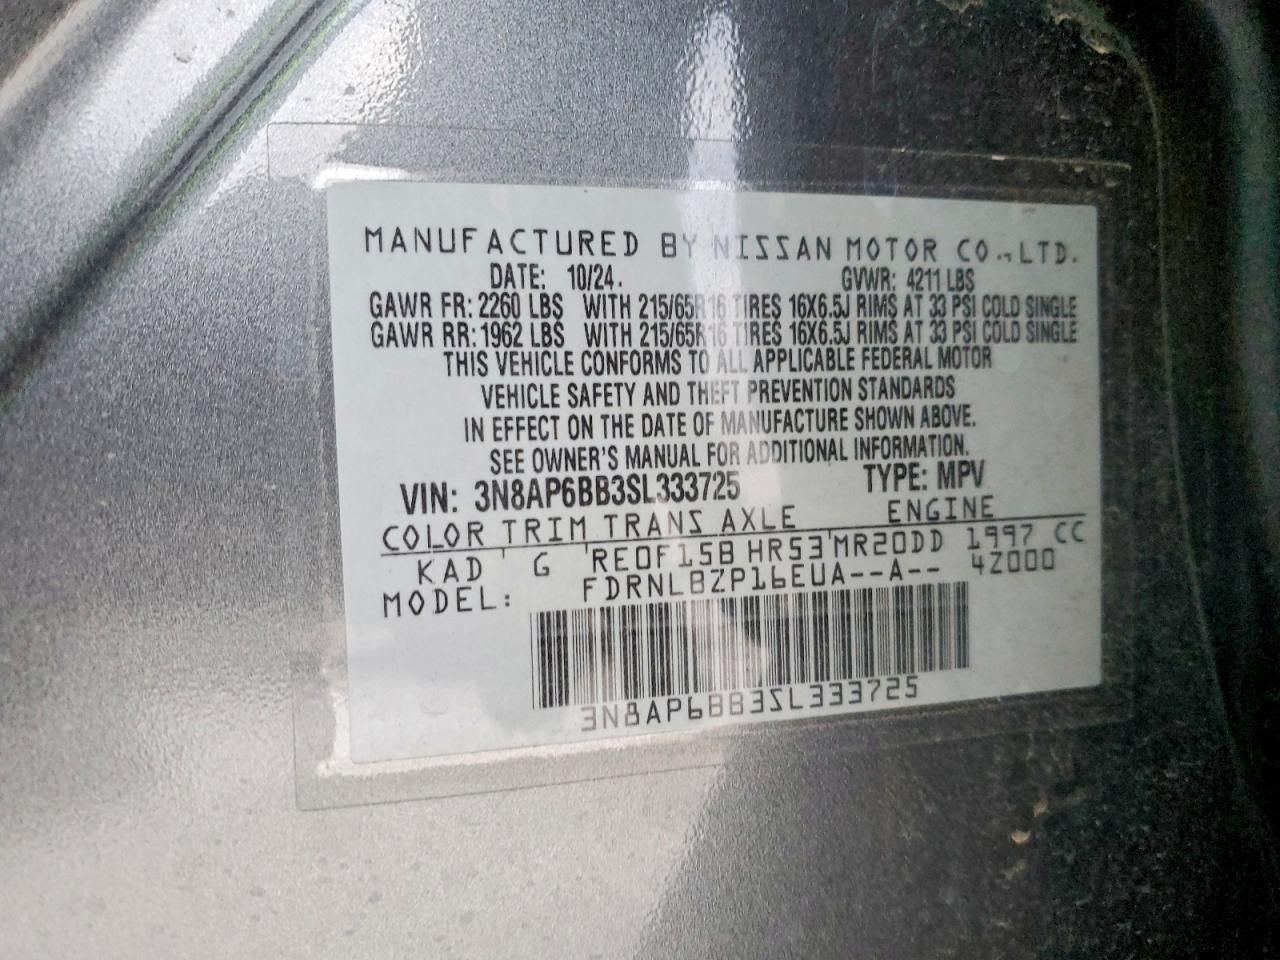 MANUFACTURED BY NISSAN MOTOR CO.,LTD.
DATE: 10/24. GVWR: 4211 LBS
GAWR FR: 2260 LBS WITH 215/65R16 TIRES 16X6.5J RIMS AT 33 PSI COLD SINGLE
GAWR RR: 1962 LBS WITH 215/65R16 TIRES 16X6.5J RIMS AT 33 PSI COLD SINGLE
THIS VEHICLE CONFORMS TO ALL APPLICABLE FEDERAL MOTOR
VEHICLE SAFETY AND THEFT PREVENTION STANDARDS
IN EFFECT ON THE DATE OF MANUFACTURE SHOWN ABOVE.
SEE OWNER'S MANUAL FOR ADDITIONAL INFORMATION.
VIN: 3N8AP6BB3SL333725 TYPE: MPV
COLOR TRIM TRANS AXLE ENGINE
KAD G RE0F15B HR53 MR20DD 1997 CC
MODEL: FDRNLBZP16EUA--A-- 4Z000
3N8AP6BB3SL333725